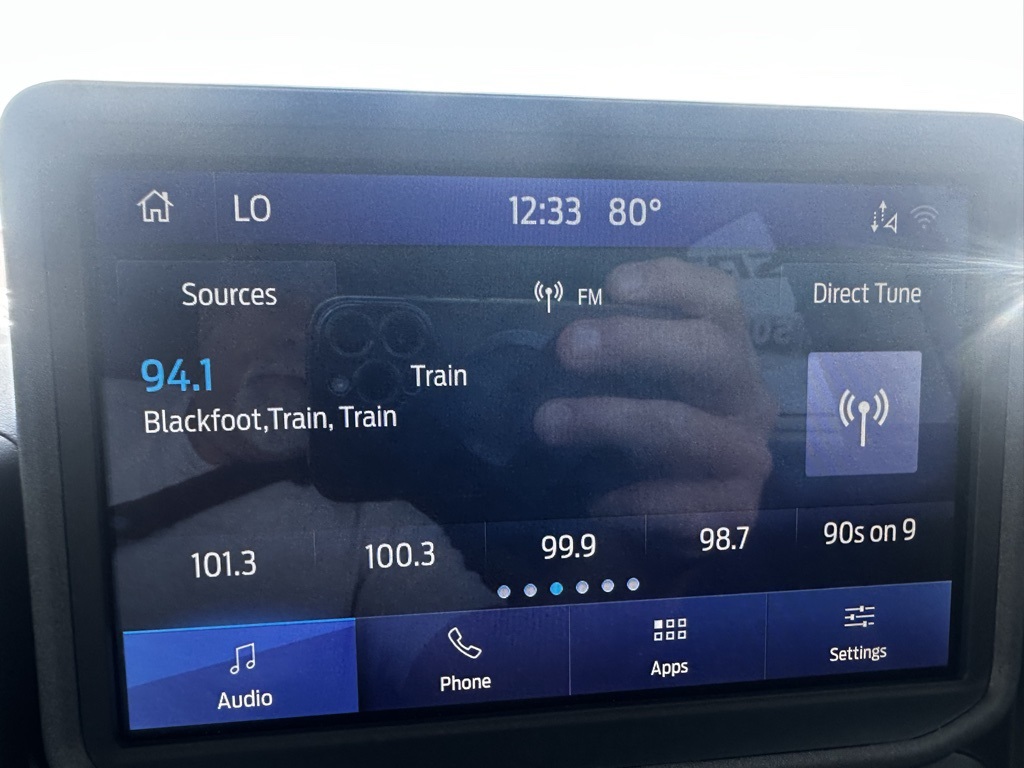 LO 12:33 80°
Sources FM Direct Tune
94.1 Train
Blackfoot,Train, Train
101.3 100.3 99.9 98.7 90s on 9
Audio Phone Apps Settings